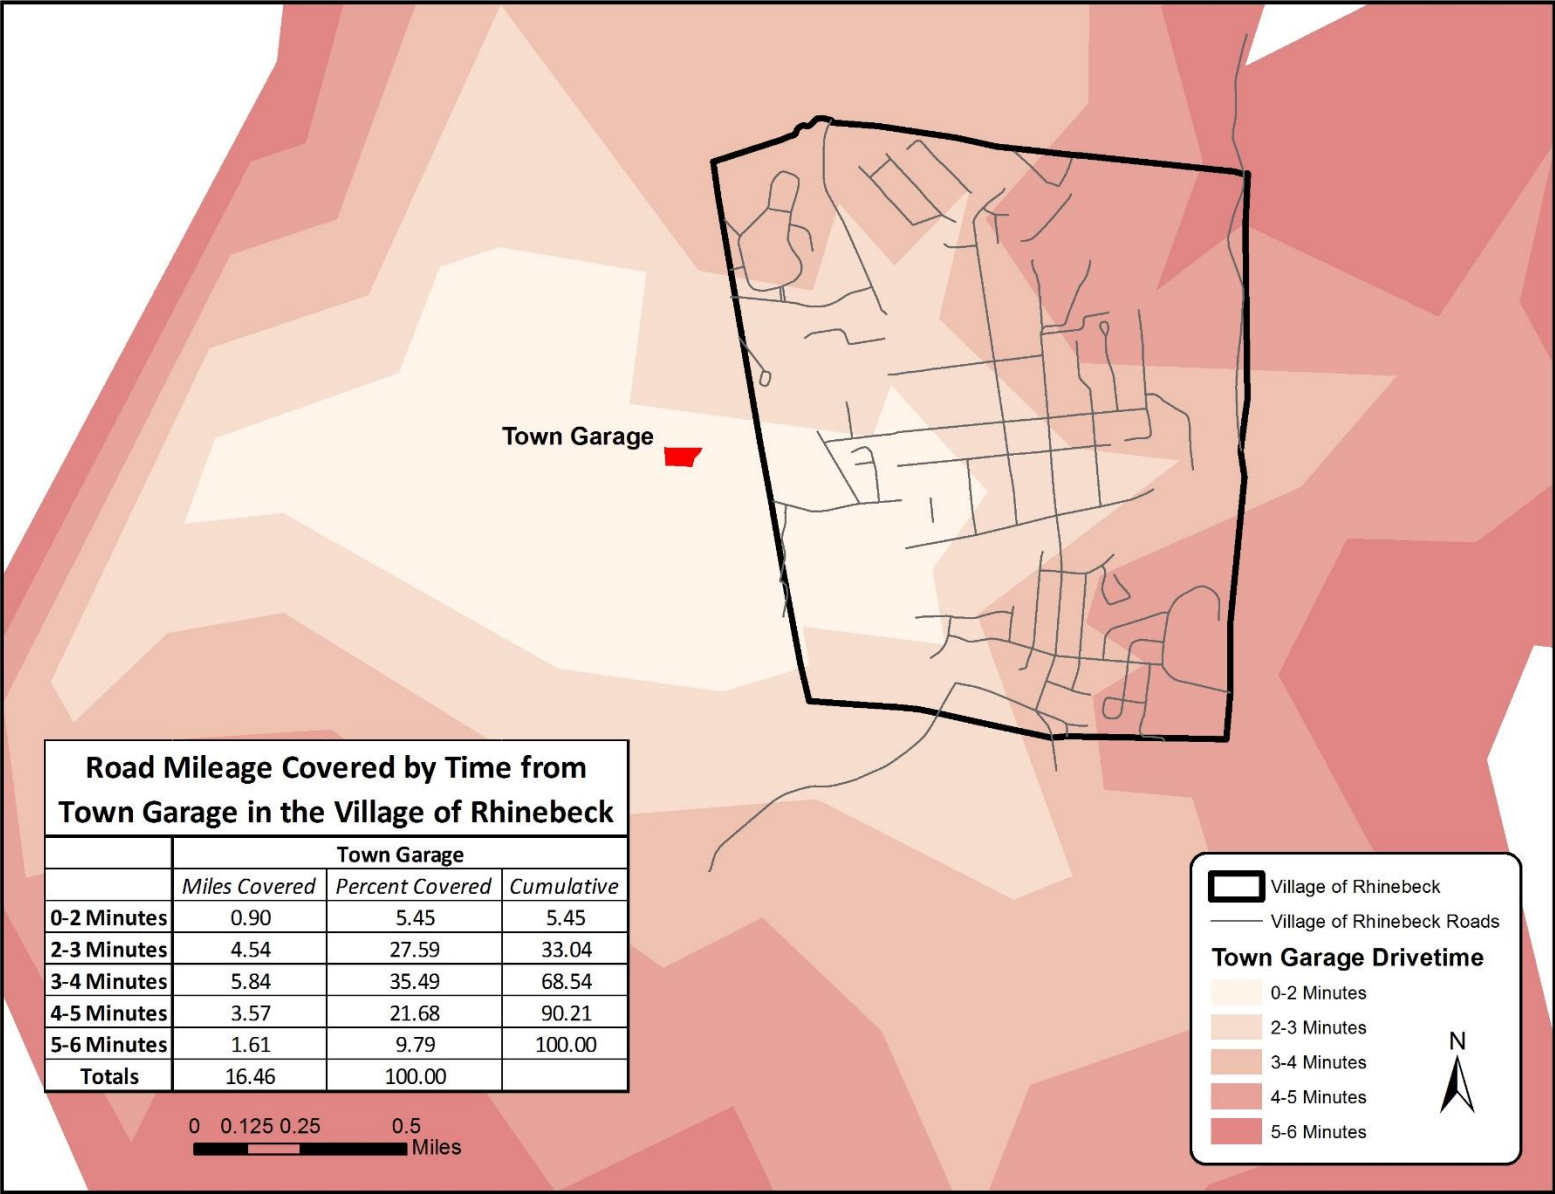 Town Garage
Road Mileage Covered by Time from
Town Garage in the Village of Rhinebeck
Town Garage
Miles Covered Percent Covered Cumulative
0-2 Minutes 0.90 5.45 5.45
2-3 Minutes 4.54 27.59 33.04
3-4 Minutes 5.84 35.49 68.54
4-5 Minutes 3.57 21.68 90.21
5-6 Minutes 1.61 9.79 100.00
Totals 16.46 100.00
0 0.125 0.25 0.5
Miles
Village of Rhinebeck
Village of Rhinebeck Roads
Town Garage Drivetime
0-2 Minutes
2-3 Minutes
3-4 Minutes
4-5 Minutes
5-6 Minutes
N